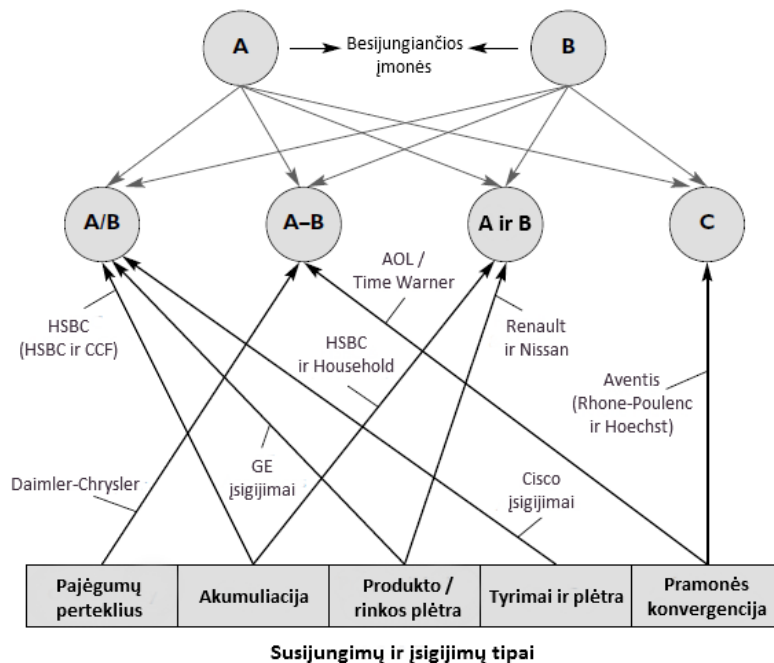 A
Besijungiančios
įmonės
B
A/B
A–B
A ir B
C
AOL /
Time Warner
HSBC
(HSBC ir CCF)
HSBC
ir Household
Renault
ir Nissan
Aventis
(Rhone-Poulenc
ir Hoechst)
Daimler-Chrysler
GE
įsigijimai
Cisco
įsigijimai
Pajėgumų
perteklius
Akumuliacija
Produkto /
rinkos plėtra
Tyrimai ir plėtra
Pramonės
konvergencija
Susijungimų ir įsigijimų tipai